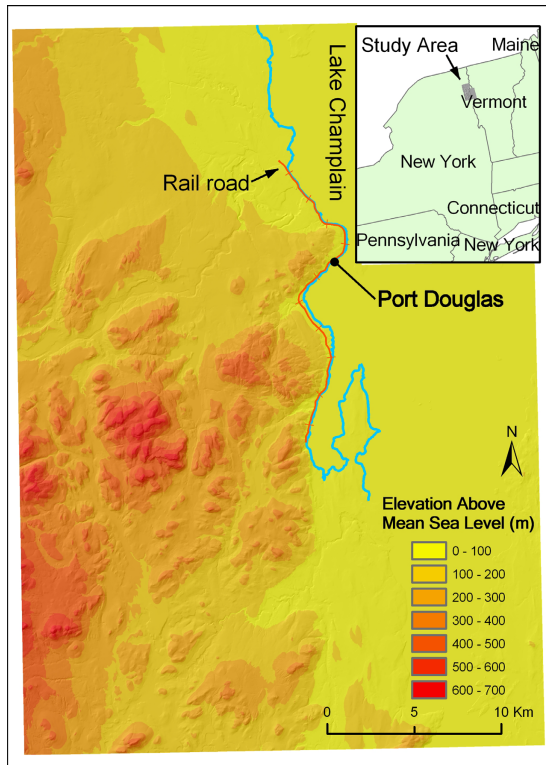 Study Area
Maine
Vermont
New York
Connecticut
Pennsylvania
New York
Lake Champlain
Rail road
Port Douglas
N
Elevation Above
Mean Sea Level (m)
0 - 100
100 - 200
200 - 300
300 - 400
400 - 500
500 - 600
600 - 700
0 5 10 Km